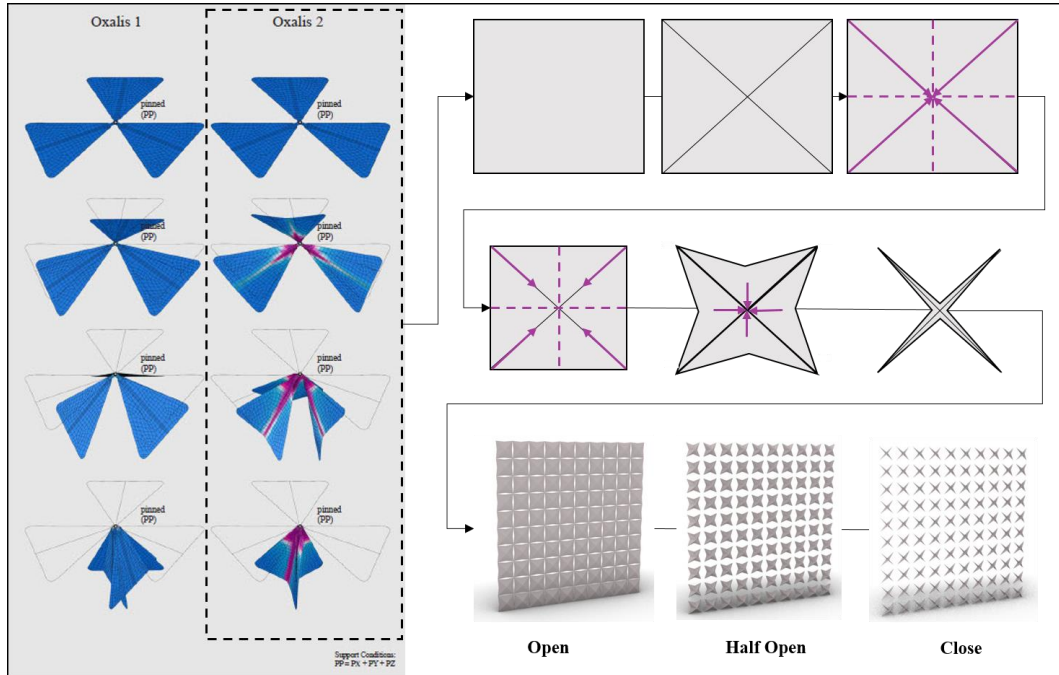 Oxalis 1
Oxalis 2
pinned
(PP)
pinned
(PP)
pinned
(PP)
pinned
(PP)
pinned
(PP)
pinned
(PP)
pinned
(PP)
pinned
(PP)
Support Conditions:
PP = PX + PY + PZ
Open
Half Open
Close